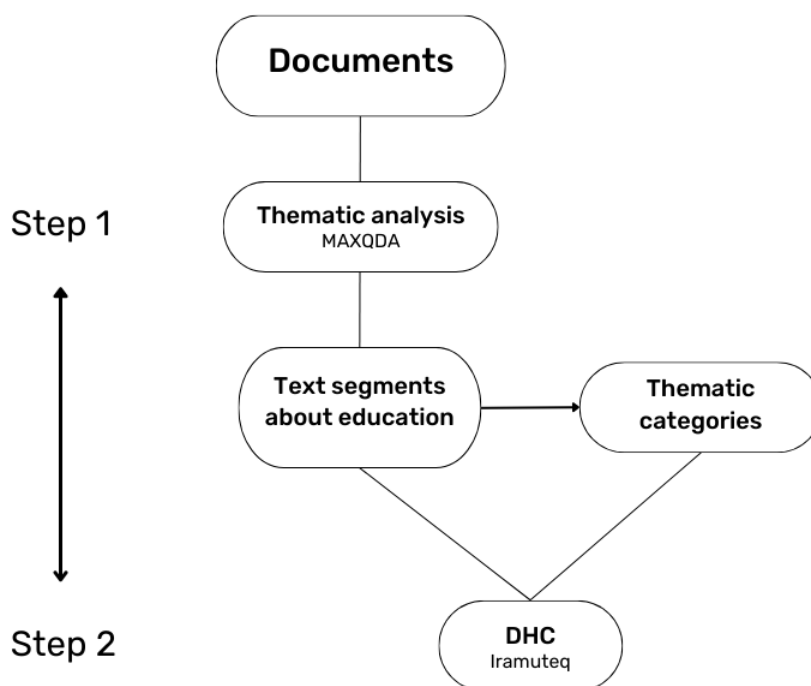 Documents
Step 1
Thematic analysis
MAXQDA
Text segments
about education
Thematic
categories
Step 2
DHC
Iramuteq